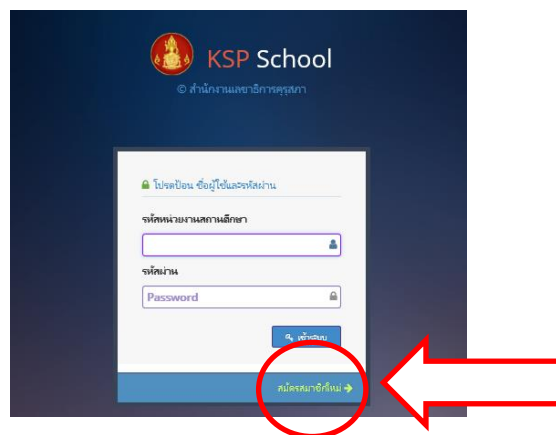 KSP School
© สำนักงานเลขาธิการคุรุสภา
โปรดป้อน ชื่อผู้ใช้และรหัสผ่าน
รหัสหน่วยงานสถานศึกษา
รหัสผ่าน
Password
เข้าระบบ
สมัครสมาชิกใหม่